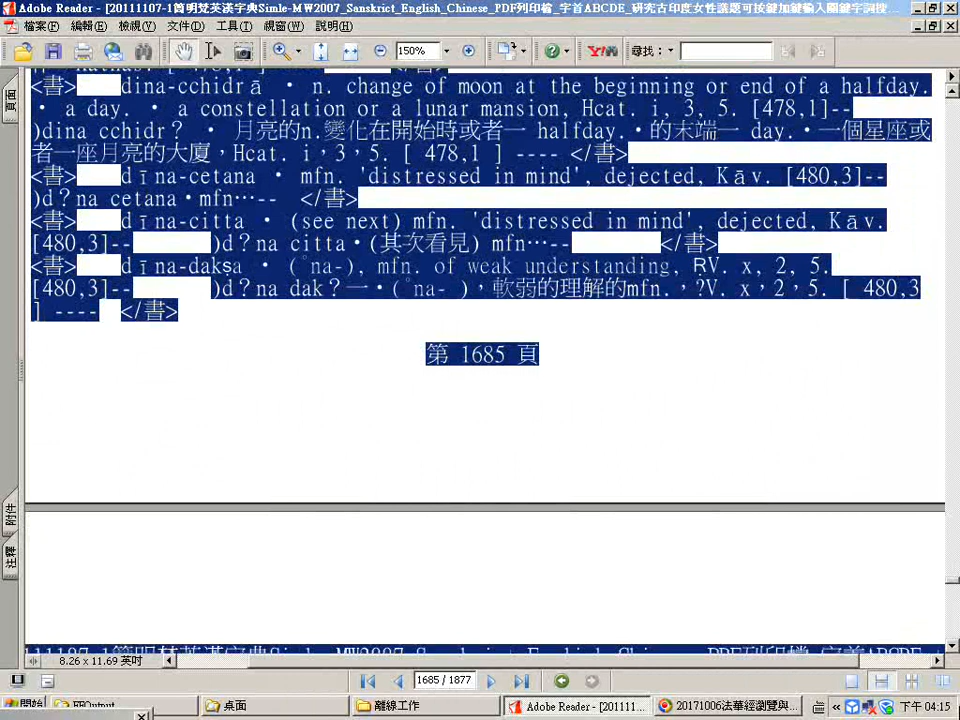 Adobe Reader - [20111107-1簡明梵英漢字典Simle-MW2007_Sanskrict_English_Chinese_PDF列印檔_字首ABCDE_研究古印度女性議題可按鍵加鍵輸入關鍵字詞搜...
檔案(F) 編輯(E) 檢視(V) 文件(D) 工具(T) 視窗(W) 說明(H)
150% Y! 尋找：
頁面
<書> dina-cchidrā · n. change of moon at the beginning or end of a halfday.
· a day. · a constellation or a lunar mansion, Hcat. i, 3, 5. [478,1]--
)dina cchidr? · 月亮的n.變化在開始時或者一 halfday.·的末端一 day.·一個星座或
者一座月亮的大廈，Hcat. i，3，5. [ 478,1 ] ---- </書>
<書> dīna-cetana · mfn. 'distressed in mind', dejected, Kāv. [480,3]--
)d?na cetana·mfn…-- </書>
<書> dīna-citta · (see next) mfn. 'distressed in mind', dejected, Kāv.
[480,3]-- )d?na citta·(其次看見) mfn…-- </書>
<書> dīna-dakṣa · (°na-), mfn. of weak understanding, ṚV. x, 2, 5.
[480,3]-- )d?na dak?一·(°na- )，軟弱的理解的mfn.，?V. x，2，5. [ 480,3
] ---- </書>
第 1685 頁
附件
注釋
8.26 x 11.69 英吋
1685 / 1877
開始 FFOutput 桌面 離線工作 Adobe Reader - [201111... 20171006法華經瀏覽與... 下午 04:15